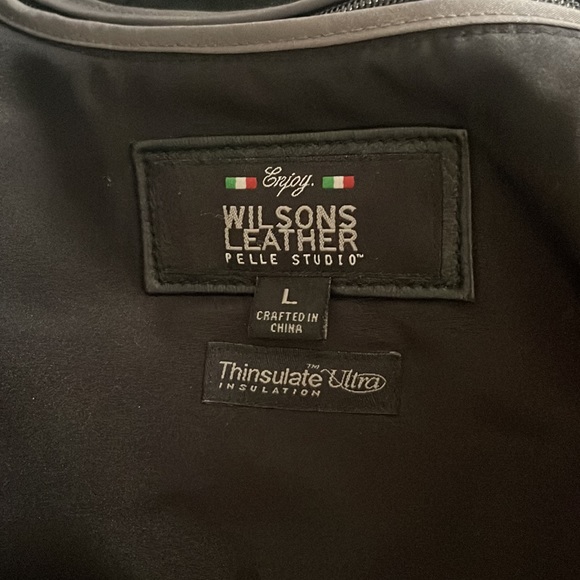 Enjoy.
WILSONS
LEATHER
PELLE STUDIO™
L
CRAFTED IN
CHINA
Thinsulate™ Ultra
INSULATION